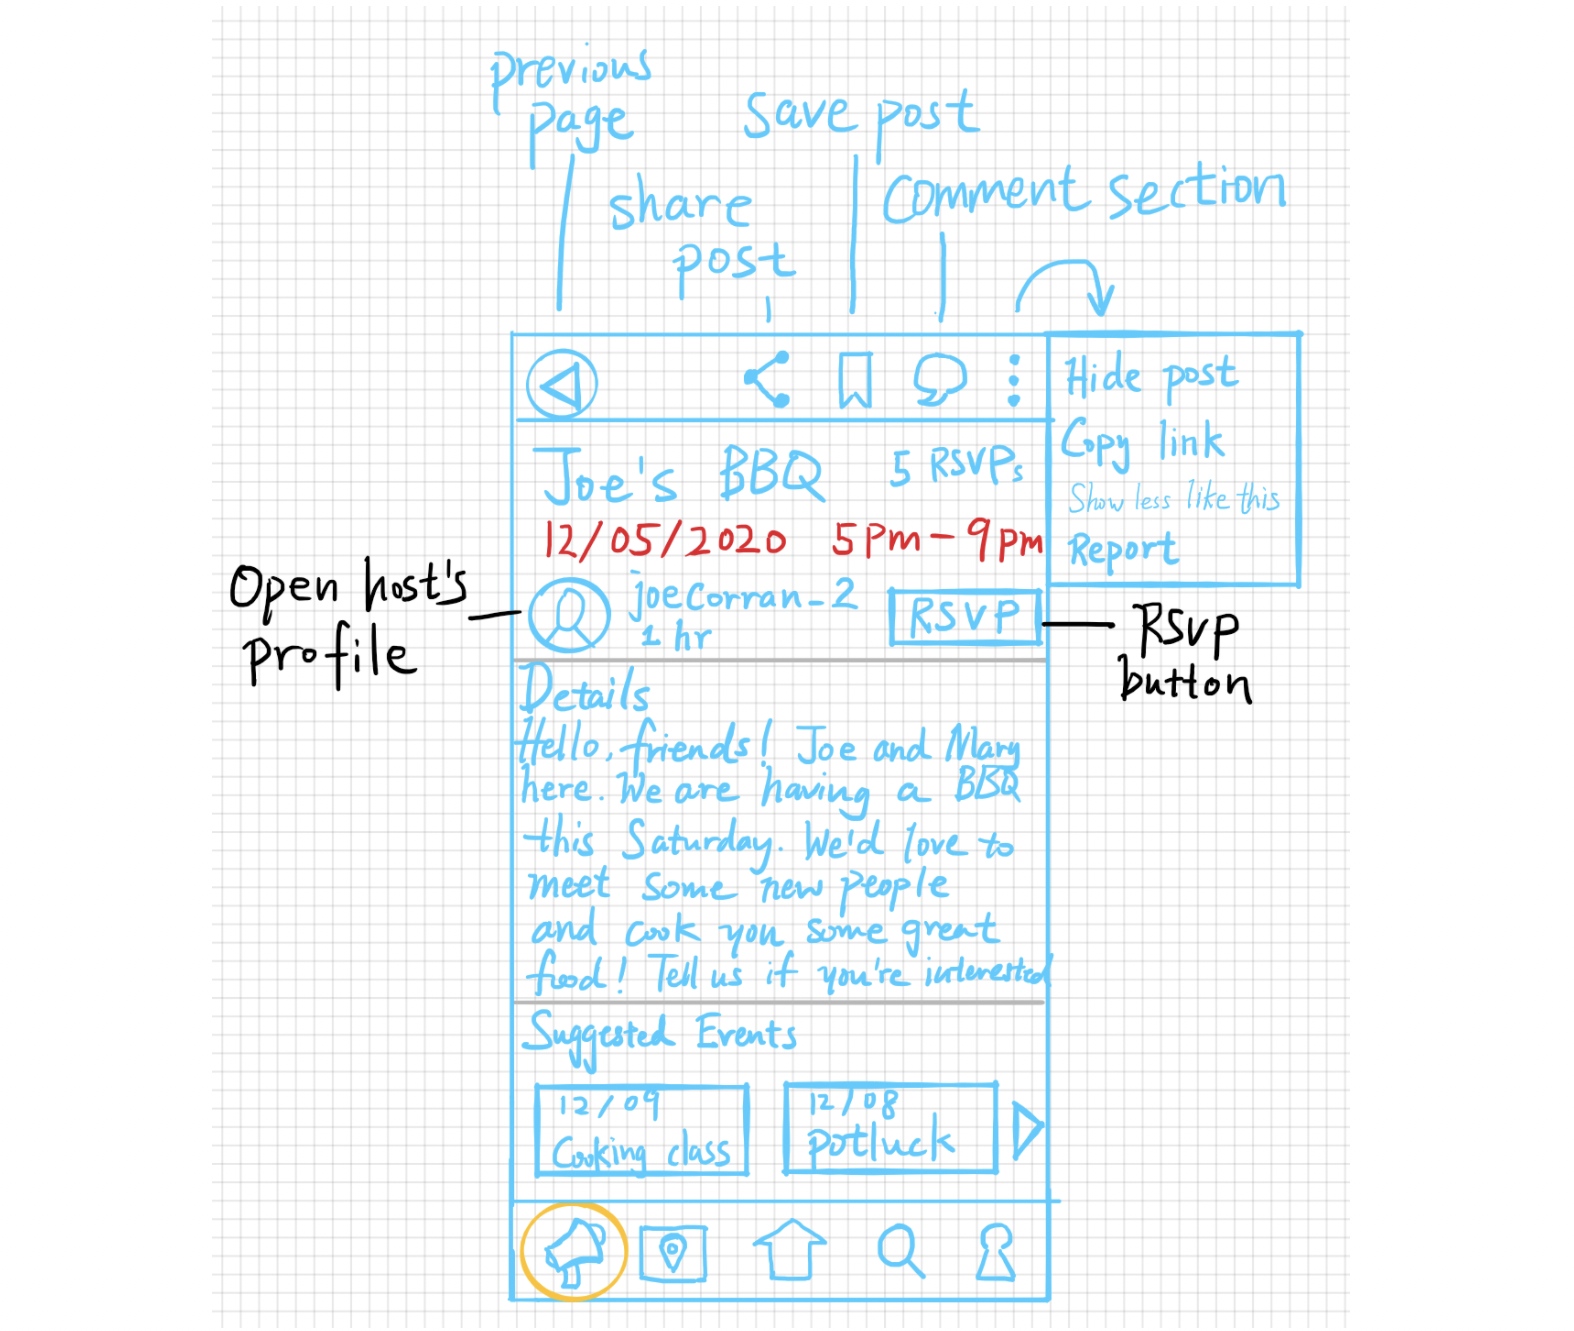 previous
page
save post
share
post
Comment section
Hide post
Copy link
Show less like this
Report
Joe's BBQ 5 RSVPs
12/05/2020 5pm-9pm
Open host's
profile
joecorran_2
1 hr
RSVP
RSVP
button
Details
Hello, friends! Joe and Mary
here. We are having a BBQ
this Saturday. We'd love to
meet some new people
and cook you some great
food! Tell us if you're interested
Suggested Events
12/09
Cooking class
12/08
Potluck